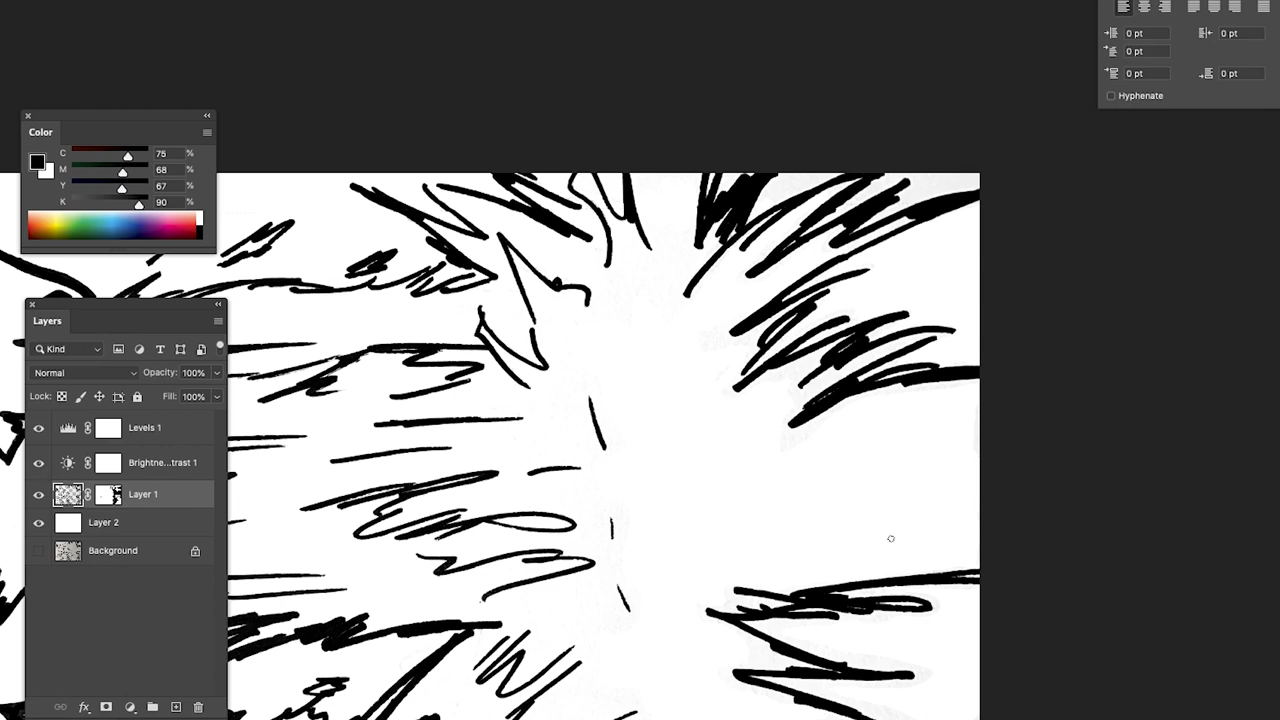 0 pt 0 pt
0 pt
0 pt 0 pt
Hyphenate
Color
C 75 %
M 68 %
Y 67 %
K 90 %
Layers
Kind
Normal Opacity: 100%
Lock: Fill: 100%
Levels 1
Brightne...trast 1
Layer 1
Layer 2
Background
fx